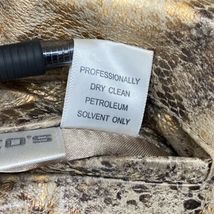 PROFESSIONALLY
DRY CLEAN
PETROLEUM
SOLVENT ONLY